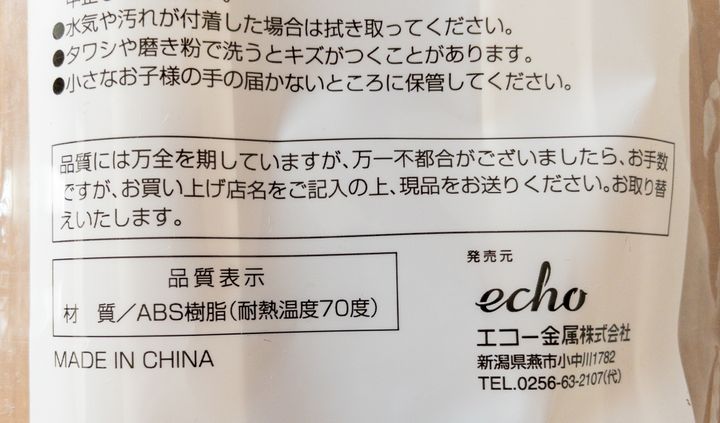 ●水気や汚れが付着した場合は拭き取ってください。
●タワシや磨き粉で洗うとキズがつくことがあります。
●小さなお子様の手の届かないところに保管してください。
品質には万全を期していますが、万一不都合がございましたら、お手数
ですが、お買い上げ店名をご記入の上、現品をお送りください。お取り替
えいたします。
品質表示
材 質／ABS樹脂(耐熱温度70度)
MADE IN CHINA
発売元
echo
エコー金属株式会社
新潟県燕市小中川1782
TEL.0256-63-2107(代)